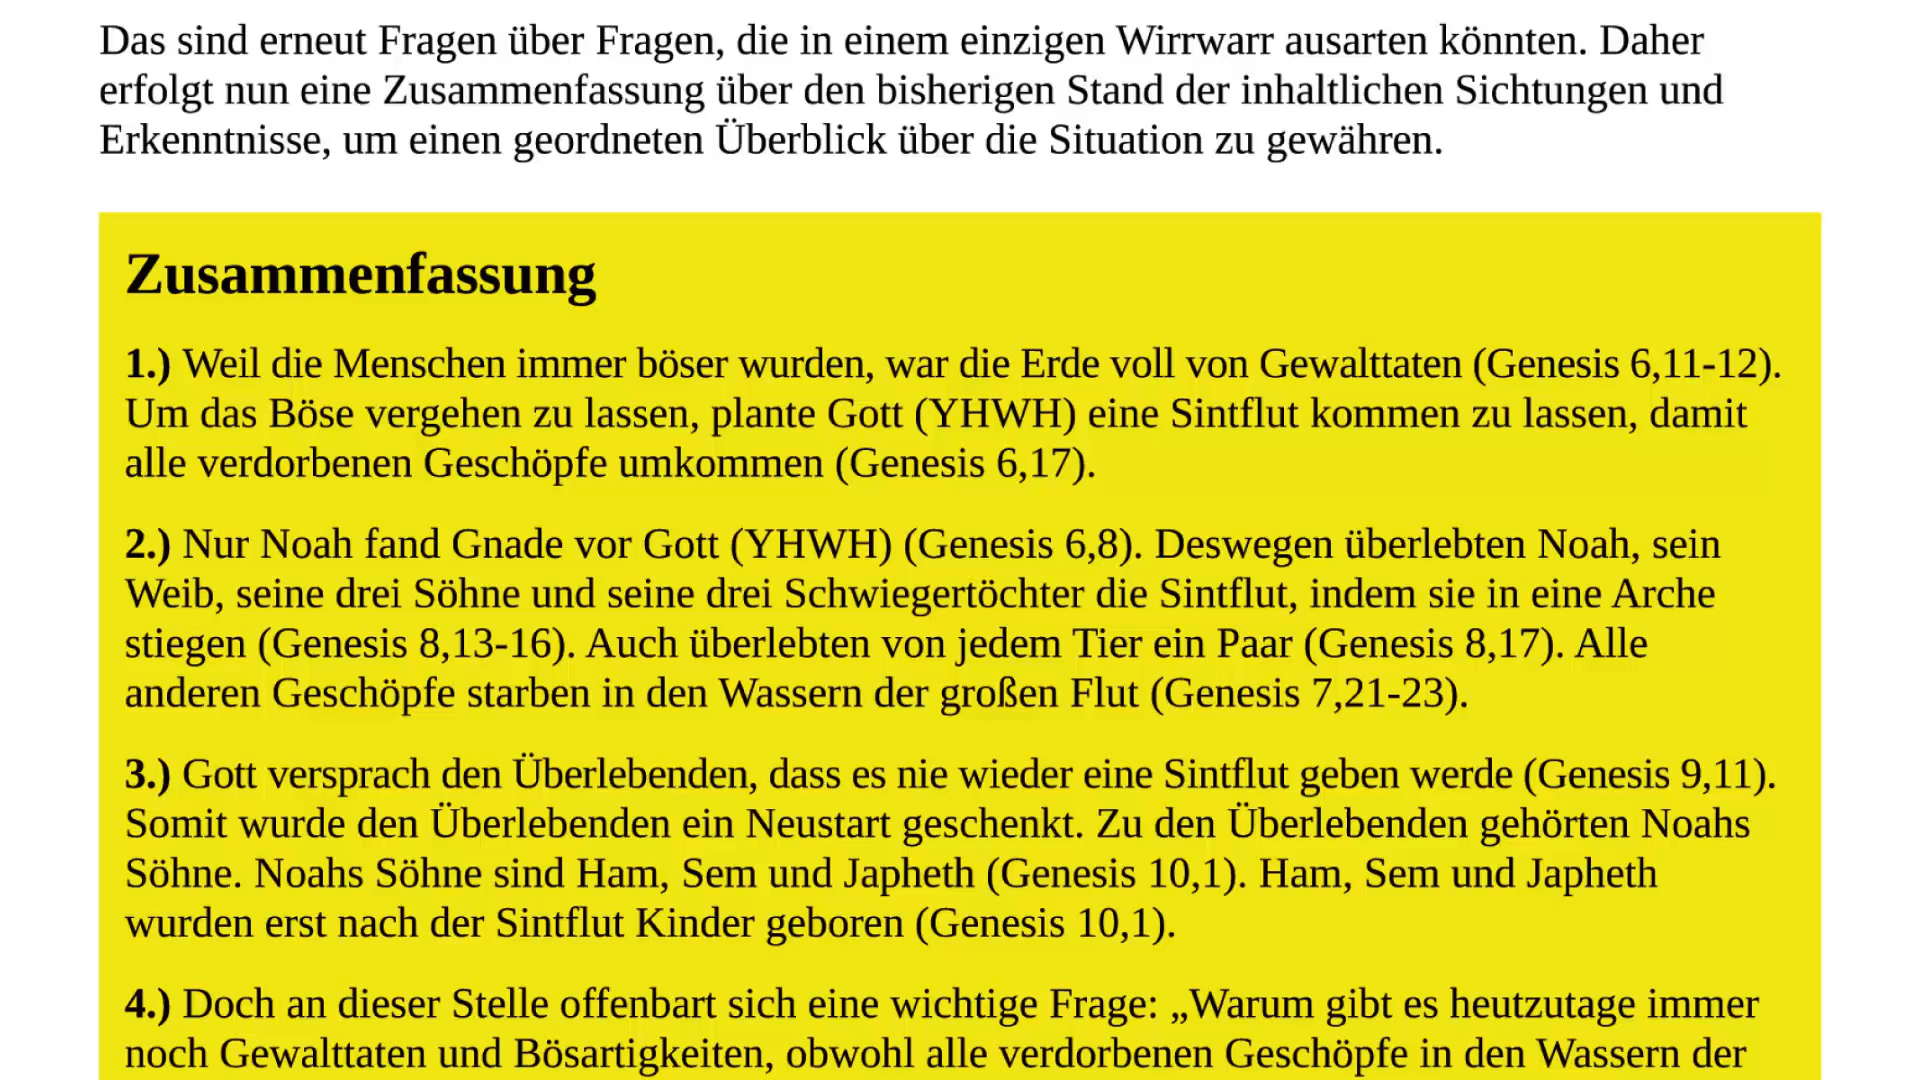 Das sind erneut Fragen über Fragen, die in einem einzigen Wirrwarr ausarten könnten. Daher
erfolgt nun eine Zusammenfassung über den bisherigen Stand der inhaltlichen Sichtungen und
Erkenntnisse, um einen geordneten Überblick über die Situation zu gewähren.
Zusammenfassung
1.) Weil die Menschen immer böser wurden, war die Erde voll von Gewalttaten (Genesis 6,11-12).
Um das Böse vergehen zu lassen, plante Gott (YHWH) eine Sintflut kommen zu lassen, damit
alle verdorbenen Geschöpfe umkommen (Genesis 6,17).
2.) Nur Noah fand Gnade vor Gott (YHWH) (Genesis 6,8). Deswegen überlebten Noah, sein
Weib, seine drei Söhne und seine drei Schwiegertöchter die Sintflut, indem sie in eine Arche
stiegen (Genesis 8,13-16). Auch überlebten von jedem Tier ein Paar (Genesis 8,17). Alle
anderen Geschöpfe starben in den Wassern der großen Flut (Genesis 7,21-23).
3.) Gott versprach den Überlebenden, dass es nie wieder eine Sintflut geben werde (Genesis 9,11).
Somit wurde den Überlebenden ein Neustart geschenkt. Zu den Überlebenden gehörten Noahs
Söhne. Noahs Söhne sind Ham, Sem und Japheth (Genesis 10,1). Ham, Sem und Japheth
wurden erst nach der Sintflut Kinder geboren (Genesis 10,1).
4.) Doch an dieser Stelle offenbart sich eine wichtige Frage: „Warum gibt es heutzutage immer
noch Gewalttaten und Bösartigkeiten, obwohl alle verdorbenen Geschöpfe in den Wassern der